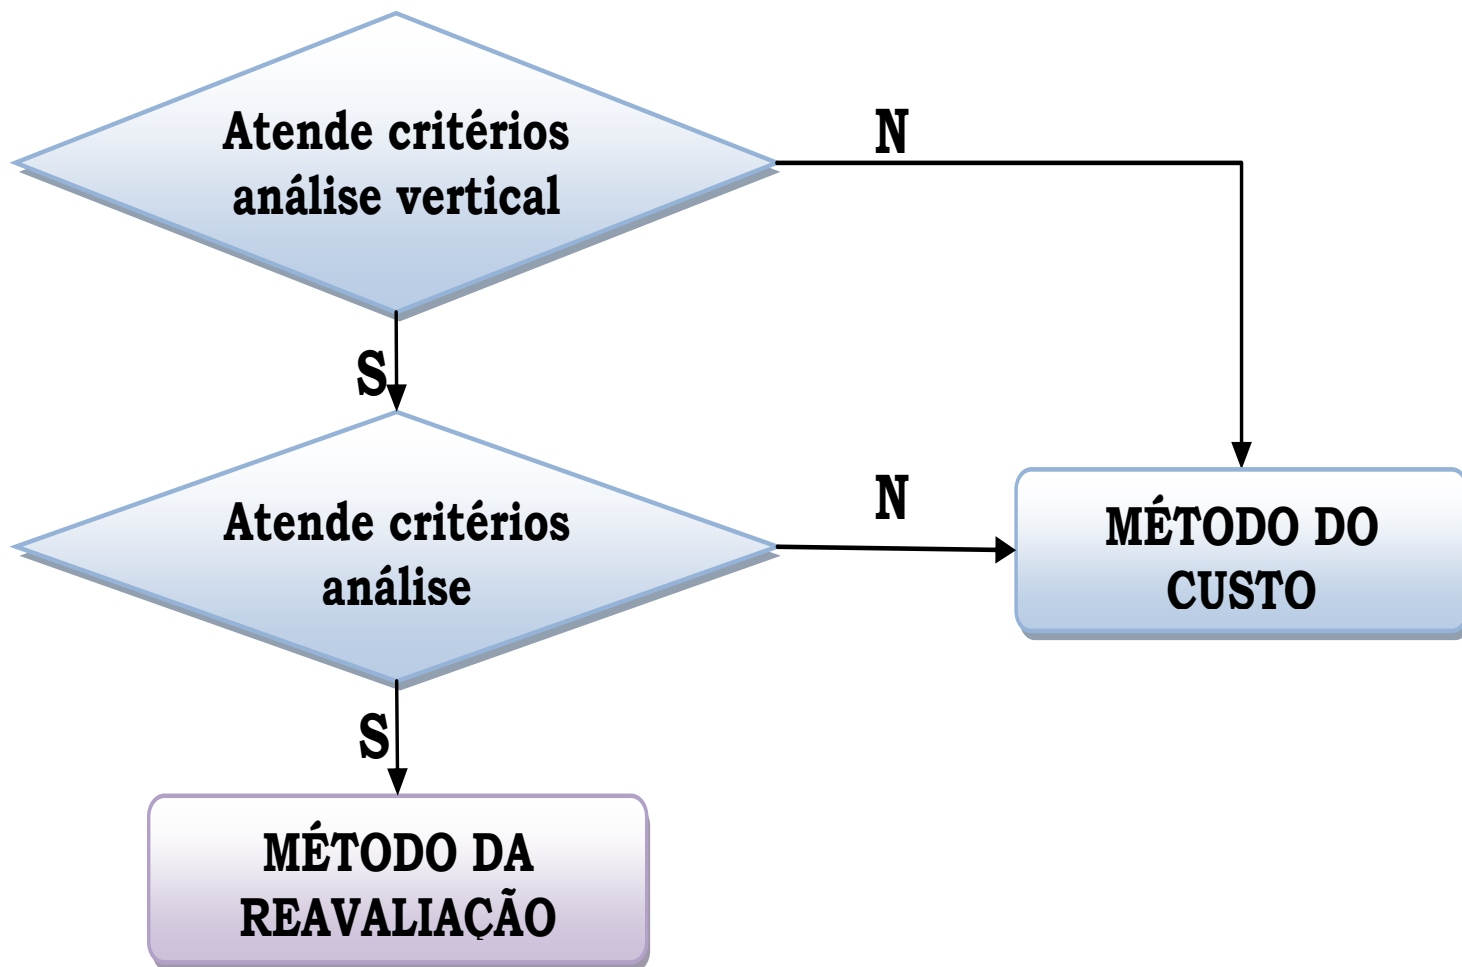 Atende critérios
análise vertical
N
S
Atende critérios
análise
N
MÉTODO DO
CUSTO
S
MÉTODO DA
REAVALIAÇÃO